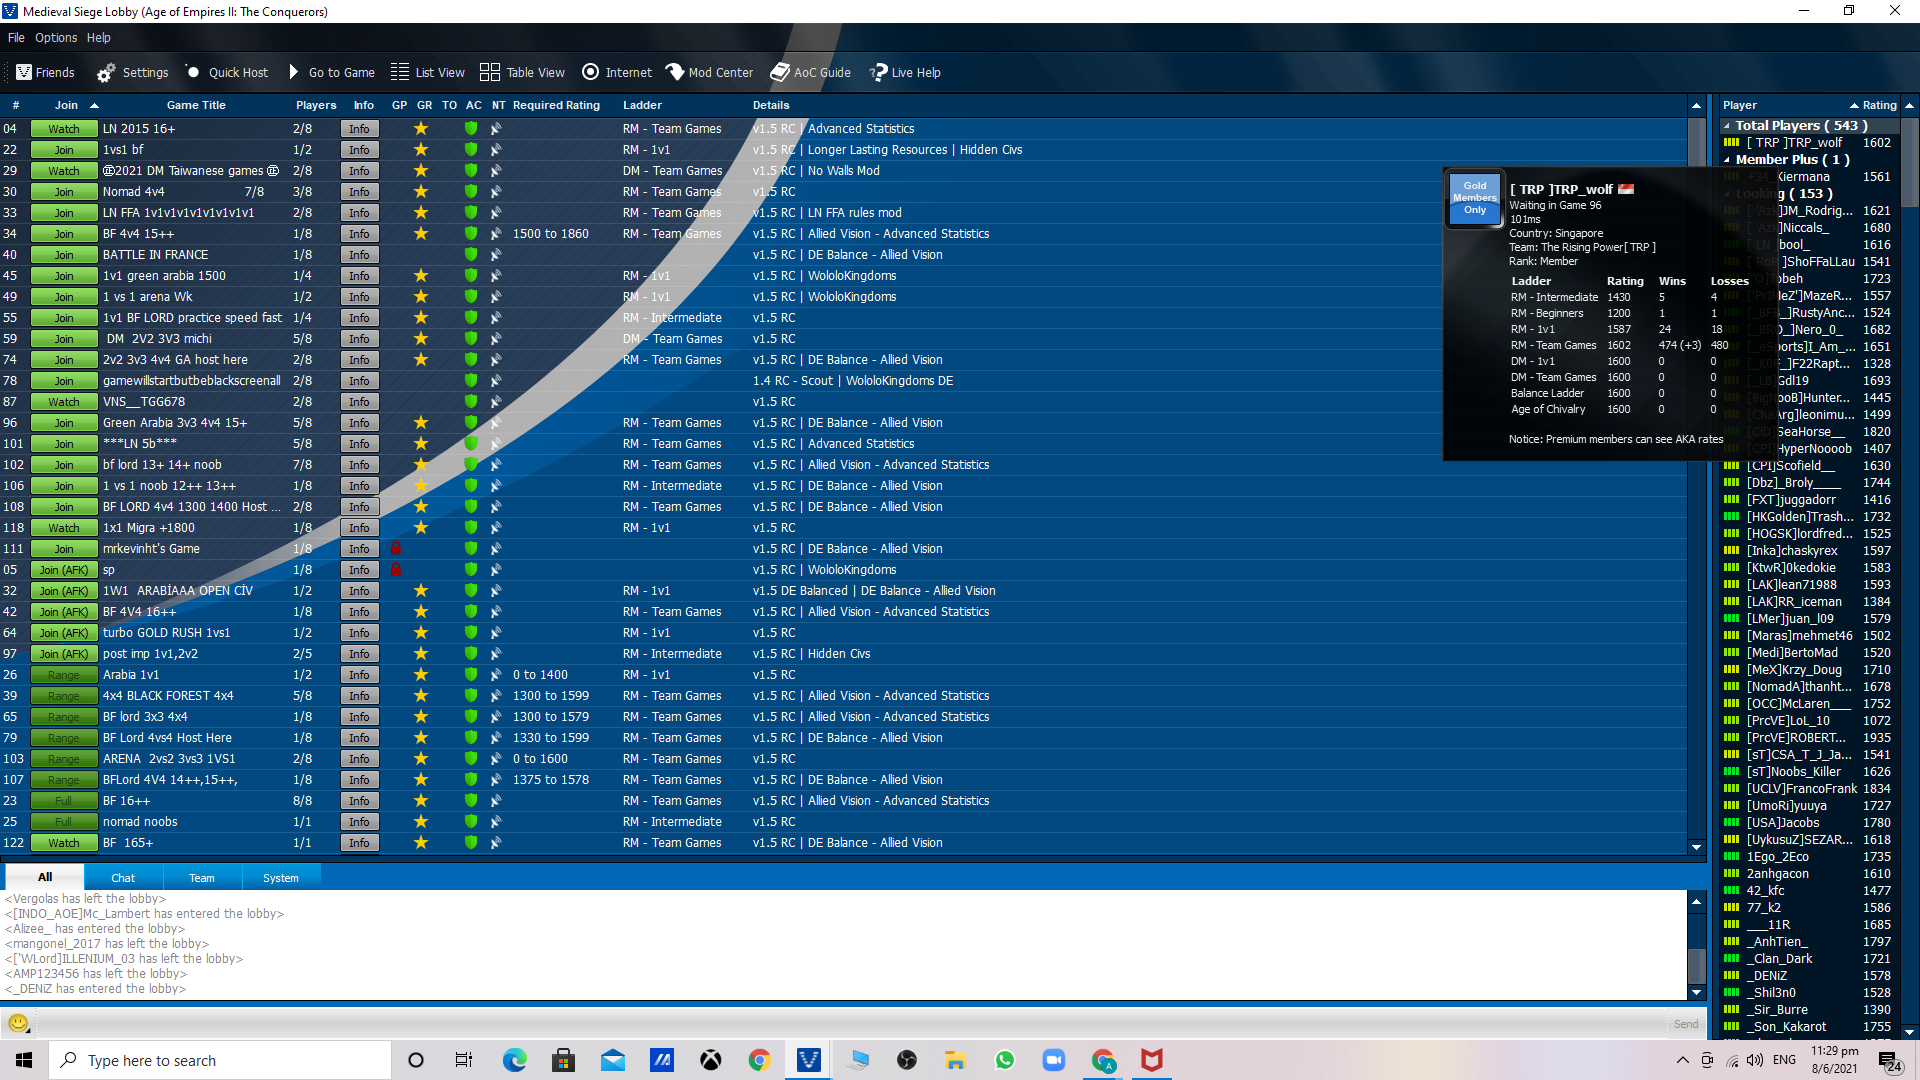 Medieval Siege Lobby (Age of Empires II: The Conquerors)
File Options Help
Friends Settings Quick Host Go to Game List View Table View Internet Mod Center AoC Guide Live Help
# Join Game Title Players Info GP GR TO AC NT Required Rating Ladder Details
04 Watch LN 2015 16+ 2/8 Info RM - Team Games v1.5 RC | Advanced Statistics
22 Join 1vs1 bf 1/2 Info RM - 1v1 v1.5 RC | Longer Lasting Resources | Hidden Civs
29 Watch 2021 DM Taiwanese games 2/8 Info DM - Team Games v1.5 RC | No Walls Mod
30 Join Nomad 4v4 7/8 3/8 Info RM - Team Games v1.5 RC
33 Join LN FFA 1v1v1v1v1v1v1v1 2/8 Info RM - Team Games v1.5 RC | LN FFA rules mod
34 Join BF 4v4 15++ 1/8 Info 1500 to 1860 RM - Team Games v1.5 RC | Allied Vision - Advanced Statistics
40 Join BATTLE IN FRANCE 1/8 Info v1.5 RC | DE Balance - Allied Vision
45 Join 1v1 green arabia 1500 1/4 Info RM - 1v1 v1.5 RC | WololoKingdoms
49 Join 1 vs 1 arena Wk 1/2 Info RM - 1v1 v1.5 RC | WololoKingdoms
55 Join 1v1 BF LORD practice speed fast 1/4 Info RM - Intermediate v1.5 RC
59 Join DM 2V2 3V3 michi 5/8 Info DM - Team Games v1.5 RC
74 Join 2v2 3v3 4v4 GA host here 2/8 Info RM - Team Games v1.5 RC | DE Balance - Allied Vision
78 Join gamewillstartbutbeblackscreenall 2/8 Info 1.4 RC - Scout | WololoKingdoms DE
87 Watch VNS__TGG678 2/8 Info v1.5 RC
96 Join Green Arabia 3v3 4v4 15+ 5/8 Info RM - Team Games v1.5 RC | DE Balance - Allied Vision
101 Join ***LN 5b*** 5/8 Info RM - Team Games v1.5 RC | Advanced Statistics
102 Join bf lord 13+ 14+ noob 7/8 Info RM - Team Games v1.5 RC | Allied Vision - Advanced Statistics
106 Join 1 vs 1 noob 12++ 13++ 1/8 Info RM - Intermediate v1.5 RC | DE Balance - Allied Vision
108 Join BF LORD 4v4 1300 1400 Host ... 2/8 Info RM - Team Games v1.5 RC | DE Balance - Allied Vision
118 Watch 1x1 Migra +1800 1/8 Info RM - 1v1 v1.5 RC
111 Join mrkevinht's Game 1/8 Info v1.5 RC | DE Balance - Allied Vision
05 Join (AFK) sp 1/8 Info v1.5 RC | WololoKingdoms
32 Join (AFK) 1W1 ARABİAAA OPEN CİV 1/2 Info RM - 1v1 v1.5 DE Balanced | DE Balance - Allied Vision
42 Join (AFK) BF 4V4 16++ 1/8 Info RM - Team Games v1.5 RC | Allied Vision - Advanced Statistics
64 Join (AFK) turbo GOLD RUSH 1vs1 1/2 Info RM - 1v1 v1.5 RC
97 Join (AFK) post imp 1v1,2v2 2/5 Info RM - Intermediate v1.5 RC | Hidden Civs
26 Range Arabia 1v1 1/2 Info 0 to 1400 RM - 1v1 v1.5 RC
39 Range 4x4 BLACK FOREST 4x4 5/8 Info 1300 to 1599 RM - Team Games v1.5 RC | Allied Vision - Advanced Statistics
65 Range BF lord 3x3 4x4 1/8 Info 1300 to 1579 RM - Team Games v1.5 RC | Allied Vision - Advanced Statistics
79 Range BF Lord 4vs4 Host Here 1/8 Info 1330 to 1599 RM - Team Games v1.5 RC | DE Balance - Allied Vision
103 Range ARENA 2vs2 3vs3 1VS1 2/8 Info 0 to 1600 RM - Team Games v1.5 RC
107 Range BFLord 4V4 14++,15++, 1/8 Info 1375 to 1578 RM - Team Games v1.5 RC | DE Balance - Allied Vision
23 Full BF 16++ 8/8 Info RM - Team Games v1.5 RC | Allied Vision - Advanced Statistics
25 Full nomad noobs 1/1 Info RM - Intermediate v1.5 RC
122 Watch BF 165+ 1/1 Info RM - Team Games v1.5 RC | DE Balance - Allied Vision
All Chat Team System
<Vergolas has left the lobby>
<[INDO_AOE]Mc_Lambert has entered the lobby>
<Alizee_ has entered the lobby>
<mangonel_2017 has left the lobby>
<['WLord]ILLENIUM_03 has left the lobby>
<AMP123456 has left the lobby>
<_DENiZ has entered the lobby>
Send
Gold Members Only
[ TRP ]TRP_wolf
Waiting in Game 96
101ms
Country: Singapore
Team: The Rising Power[ TRP ]
Rank: Member
Ladder Rating Wins Losses
RM - Intermediate 1430 5 4
RM - Beginners 1200 1 1
RM - 1v1 1587 24 18
RM - Team Games 1602 474 (+3) 480
DM - 1v1 1600 0 0
DM - Team Games 1600 0 0
Balance Ladder 1600 0 0
Age of Chivalry 1600 0 0
Notice: Premium members can see AKA rates
Player Rating
Total Players ( 543 )
[ TRP ]TRP_wolf 1602
Member Plus ( 1 )
+34_Kiermana 1561
Looking ( 153 )
[ 'Azk]JM_Rodrig... 1621
[ 'Azk]Niccals_ 1680
[ LN ]bool_ 1616
[ RoP ]ShoFFaLLau 1541
Tobeh 1723
MazeR... 1557
RustyAnc... 1524
]Nero_0_ 1682
eSports]I_Am_... 1651
]F22Rapt... 1328
Gdl19 1693
[BigNooB]Hunter... 1445
[ChaArg]leonimu... 1499
[CiD]SeaHorse__ 1820
HyperNoooob 1407
[CPI]Scofield__ 1630
[Dbz]_Broly____ 1744
[FXT]juggadorr 1416
[HKGolden]Trash... 1732
[HOGSK]lordfred... 1525
[Inka]chaskyrex 1597
[KtwR]0kedokie 1583
[LAK]lean71988 1593
[LAK]RR_iceman 1384
[LMer]juan_l09 1579
[Maras]mehmet46 1502
[Medi]BertoMad 1520
[MeX]Krzy_Doug 1710
[NomadA]thanht... 1678
[OCC]McLaren___ 1752
[PrcVE]LoL_10 1072
[PrcVE]ROBERT... 1935
[sT]CSA_T_J_Ja... 1541
[sT]Noobs_Killer 1626
[UCLV]FrancoFrank 1834
[UmoRi]yuuya 1727
[USA]Jacobs 1780
[UykusuZ]SEZAR... 1618
1Ego_2Eco 1735
2anhgacon 1610
42_kfc 1477
77_k2 1586
___11R 1685
_AnhTien_ 1797
_Clan_Dark 1721
_DENiZ 1578
_Shil3n0 1528
_Sir_Burre 1390
_Son_Kakarot 1755
Type here to search
ENG
11:29 pm
8/6/2021
24